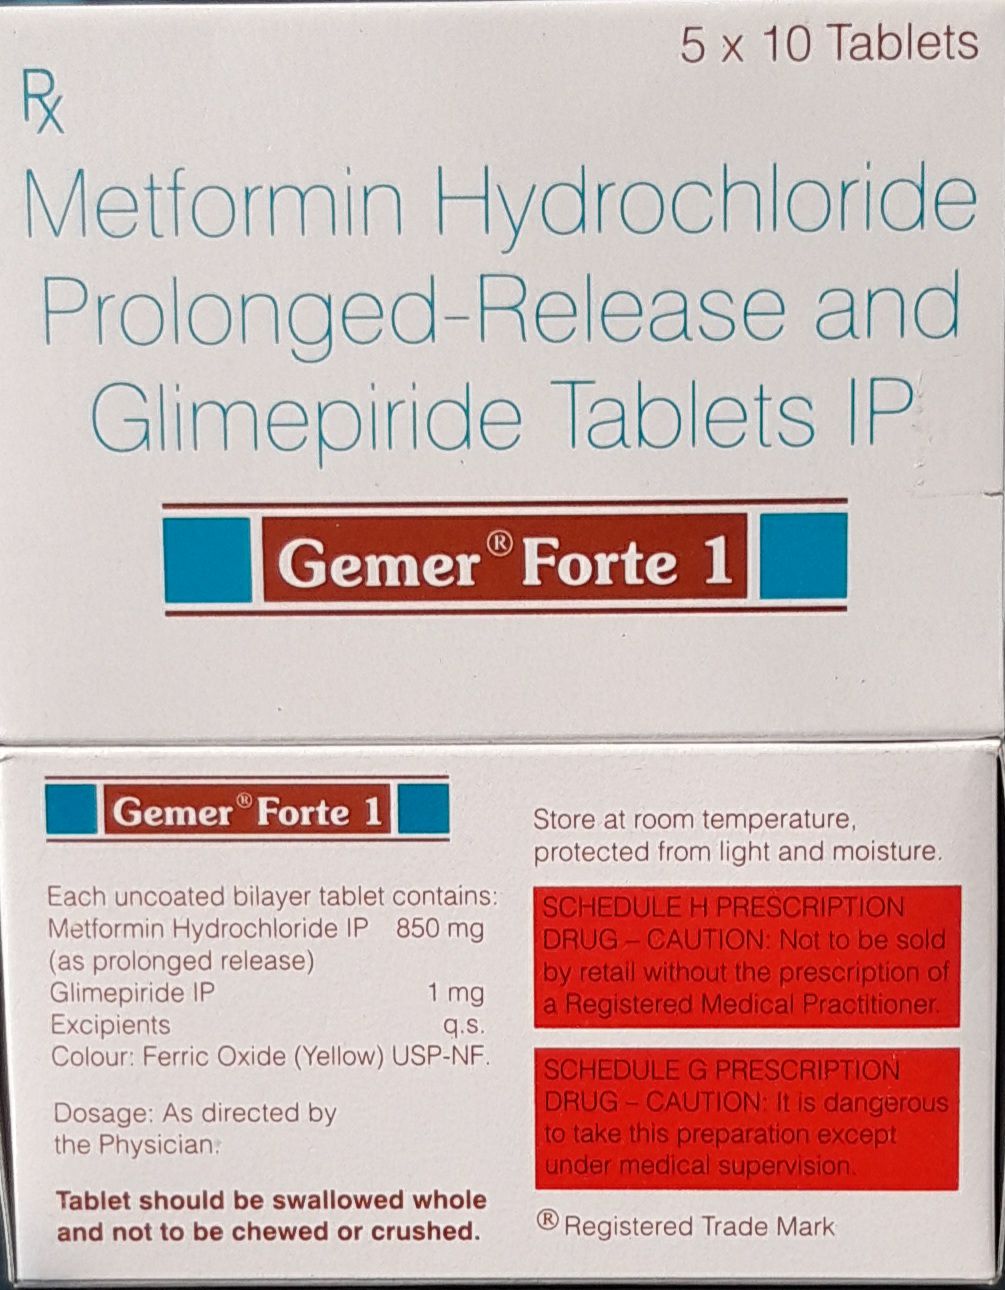 5 x 10 Tablets
Rx
Metformin Hydrochloride
Prolonged-Release and
Glimepiride Tablets IP
Gemer® Forte 1
Gemer® Forte 1
Each uncoated bilayer tablet contains:
Metformin Hydrochloride IP 850 mg
(as prolonged release)
Glimepiride IP 1 mg
Excipients q.s.
Colour: Ferric Oxide (Yellow) USP-NF.
Dosage: As directed by
the Physician.
Tablet should be swallowed whole
and not to be chewed or crushed.
Store at room temperature,
protected from light and moisture.
SCHEDULE H PRESCRIPTION
DRUG – CAUTION: Not to be sold
by retail without the prescription of
a Registered Medical Practitioner.
SCHEDULE G PRESCRIPTION
DRUG – CAUTION: It is dangerous
to take this preparation except
under medical supervision.
® Registered Trade Mark